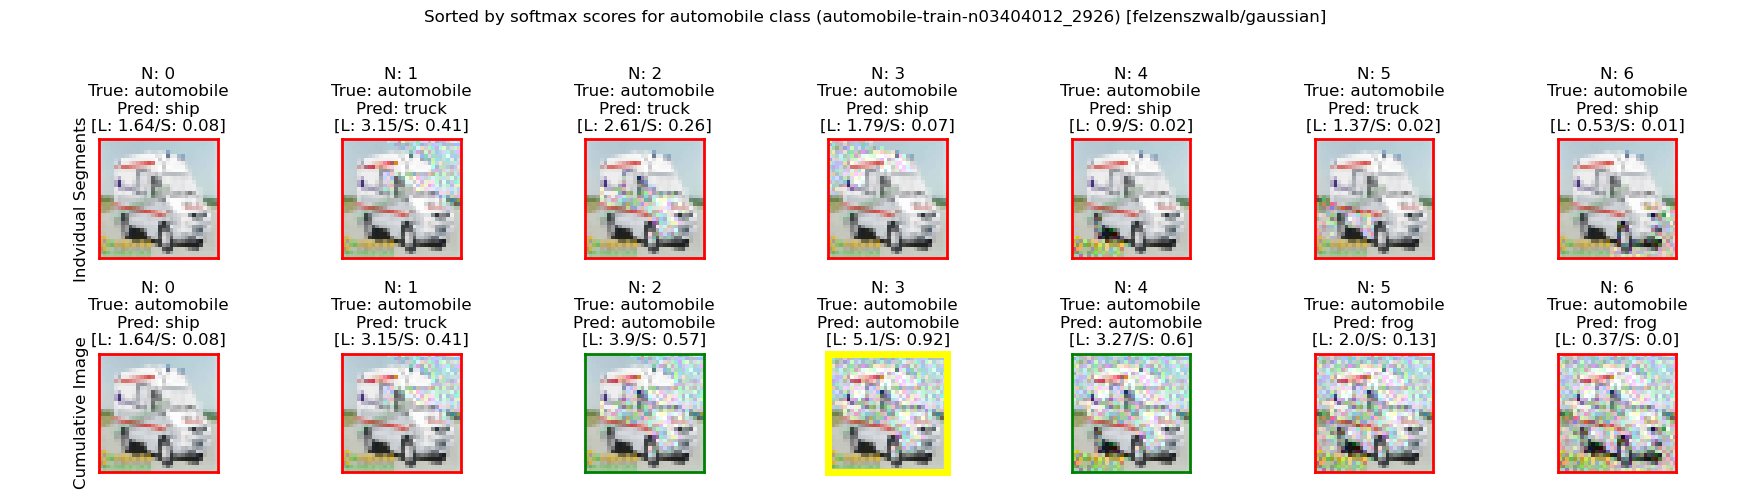 Sorted by softmax scores for automobile class (automobile-train-n03404012_2926) [felzenszwalb/gaussian]
Indvidual Segments
N: 0
True: automobile
Pred: ship
[L: 1.64/S: 0.08]
N: 1
True: automobile
Pred: truck
[L: 3.15/S: 0.41]
N: 2
True: automobile
Pred: truck
[L: 2.61/S: 0.26]
N: 3
True: automobile
Pred: ship
[L: 1.79/S: 0.07]
N: 4
True: automobile
Pred: ship
[L: 0.9/S: 0.02]
N: 5
True: automobile
Pred: truck
[L: 1.37/S: 0.02]
N: 6
True: automobile
Pred: ship
[L: 0.53/S: 0.01]
Cumulative Image
N: 0
True: automobile
Pred: ship
[L: 1.64/S: 0.08]
N: 1
True: automobile
Pred: truck
[L: 3.15/S: 0.41]
N: 2
True: automobile
Pred: automobile
[L: 3.9/S: 0.57]
N: 3
True: automobile
Pred: automobile
[L: 5.1/S: 0.92]
N: 4
True: automobile
Pred: automobile
[L: 3.27/S: 0.6]
N: 5
True: automobile
Pred: frog
[L: 2.0/S: 0.13]
N: 6
True: automobile
Pred: frog
[L: 0.37/S: 0.0]